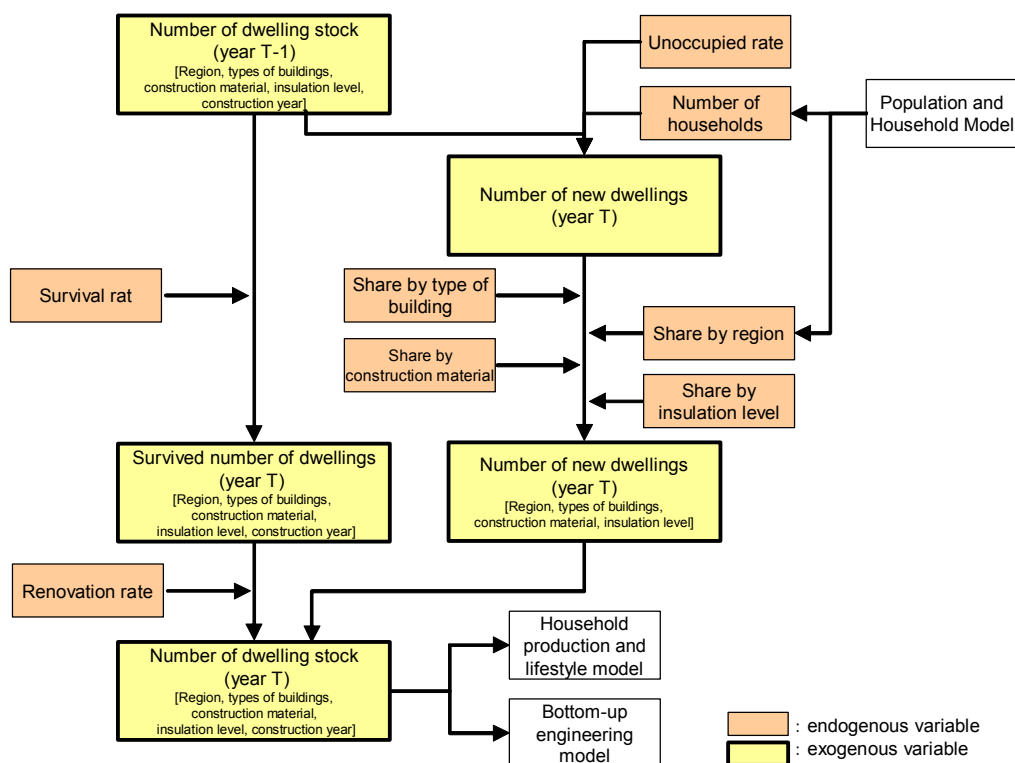 Number of dwelling stock
(year T-1)
[Region, types of buildings,
construction material, insulation level,
construction year]
Unoccupied rate
Number of
households
Population and
Household Model
Number of new dwellings
(year T)
Survival rat
Share by type of
building
Share by region
Share by
construction material
Share by
insulation level
Survived number of dwellings
(year T)
[Region, types of buildings,
construction material,
insulation level, construction year]
Number of new dwellings
(year T)
[Region, types of buildings,
construction material, insulation level]
Renovation rate
Number of dwelling stock
(year T)
[Region, types of buildings,
construction material,
insulation level, construction year]
Household
production and
lifestyle model
Bottom-up
engineering
model
: endogenous variable
: exogenous variable